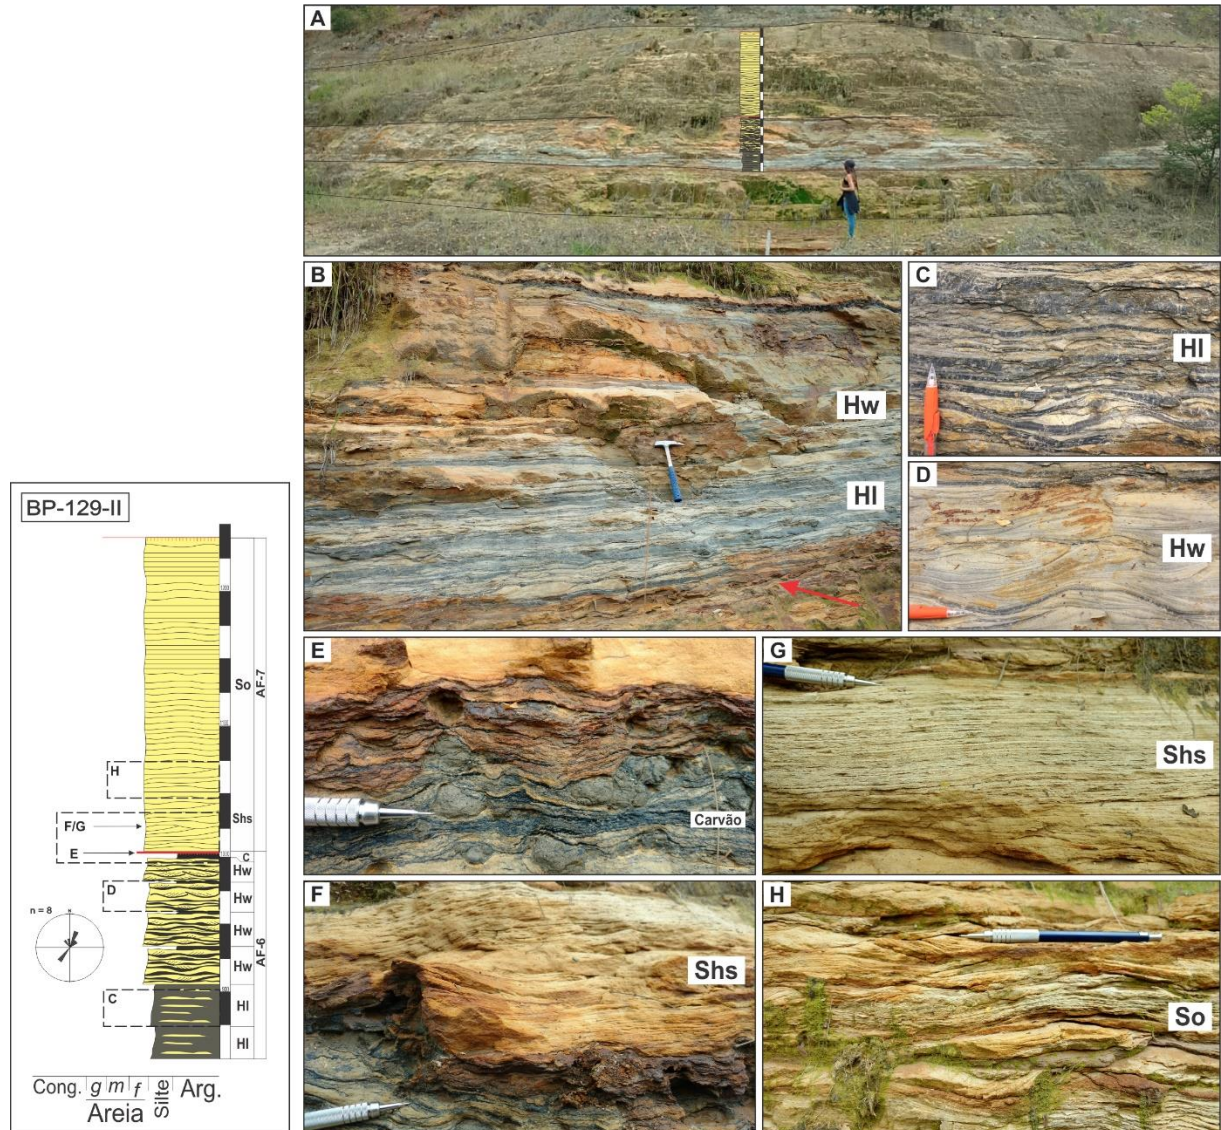 A
B
Hw
Hl
C
Hl
D
Hw
BP-129-II
H
F/G
E
D
n = 8
C
So
Shs
C.
Hw
Hw
Hw
Hw
Hl
Hl
AF-7
AF-6
Cong.
g
m
f
Areia
Silte
Arg.
E
Carvão
G
Shs
F
Shs
H
So